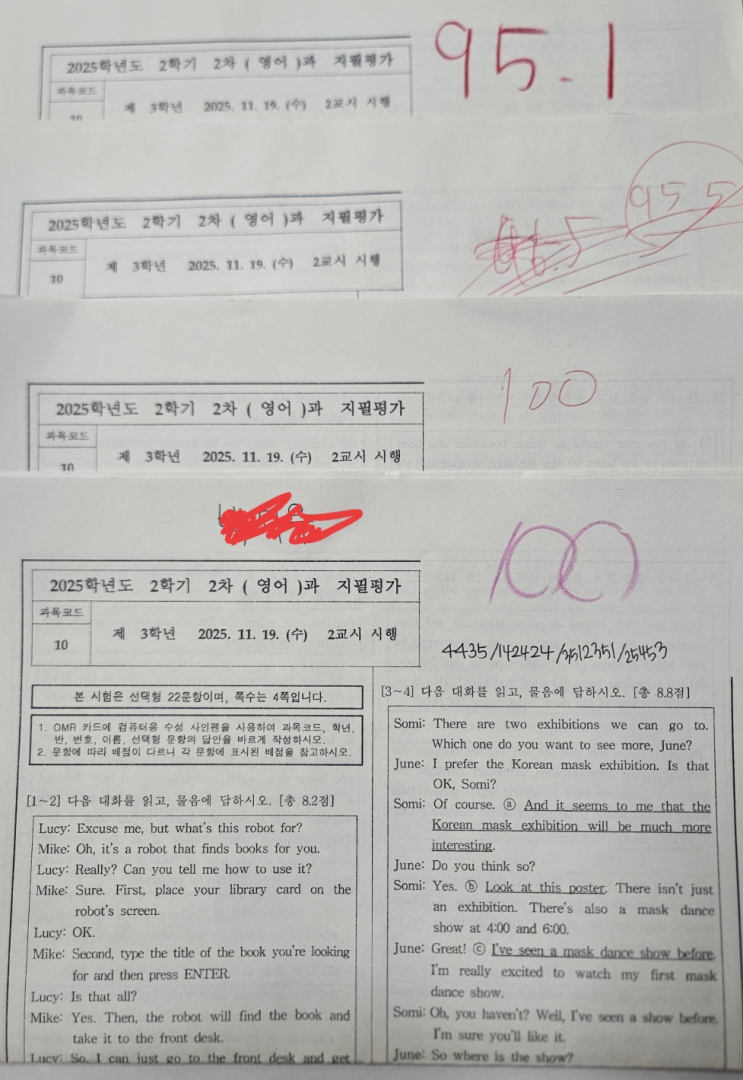 95.1
2025학년도 2학기 2차 ( 영어 )과 지필평가
과목코드
10
제 3학년 2025. 11. 19. (수) 2교시 시행
95.5
2025학년도 2학기 2차 ( 영어 )과 지필평가
과목코드
10
제 3학년 2025. 11. 19. (수) 2교시 시행
100
2025학년도 2학기 2차 ( 영어 )과 지필평가
과목코드
10
제 3학년 2025. 11. 19. (수) 2교시 시행
100
2025학년도 2학기 2차 ( 영어 )과 지필평가
과목코드
10
제 3학년 2025. 11. 19. (수) 2교시 시행
4435/142424/3512351/25453
본 시험은 선택형 22문항이며, 쪽수는 4쪽입니다.
1. OMR 카드에 컴퓨터용 수성 사인펜을 사용하여 과목코드, 학년,
반, 번호, 이름, 선택형 문항의 답안을 바르게 작성하시오.
2. 문항에 따라 배점이 다르니 각 문항에 표시된 배점을 참고하시오.
[1~2] 다음 대화를 읽고, 물음에 답하시오. [총 8.2점]
Lucy: Excuse me, but what's this robot for?
Mike: Oh, it's a robot that finds books for you.
Lucy: Really? Can you tell me how to use it?
Mike: Sure. First, place your library card on the
robot's screen.
Lucy: OK.
Mike: Second, type the title of the book you're looking
for and then press ENTER.
Lucy: Is that all?
Mike: Yes. Then, the robot will find the book and
take it to the front desk.
Lucy: So, I can just go to the front desk and get
[3~4] 다음 대화를 읽고, 물음에 답하시오. [총 8.8점]
Somi: There are two exhibitions we can go to.
Which one do you want to see more, June?
June: I prefer the Korean mask exhibition. Is that
OK, Somi?
Somi: Of course. ⓐ And it seems to me that the
Korean mask exhibition will be much more
interesting.
June: Do you think so?
Somi: Yes. ⓑ Look at this poster. There isn't just
an exhibition. There's also a mask dance
show at 4:00 and 6:00.
June: Great! ⓒ I've seen a mask dance show before.
I'm really excited to watch my first mask
dance show.
Somi: Oh, you haven't? Well, I've seen a show before.
I'm sure you'll like it.
June: So where is the show?